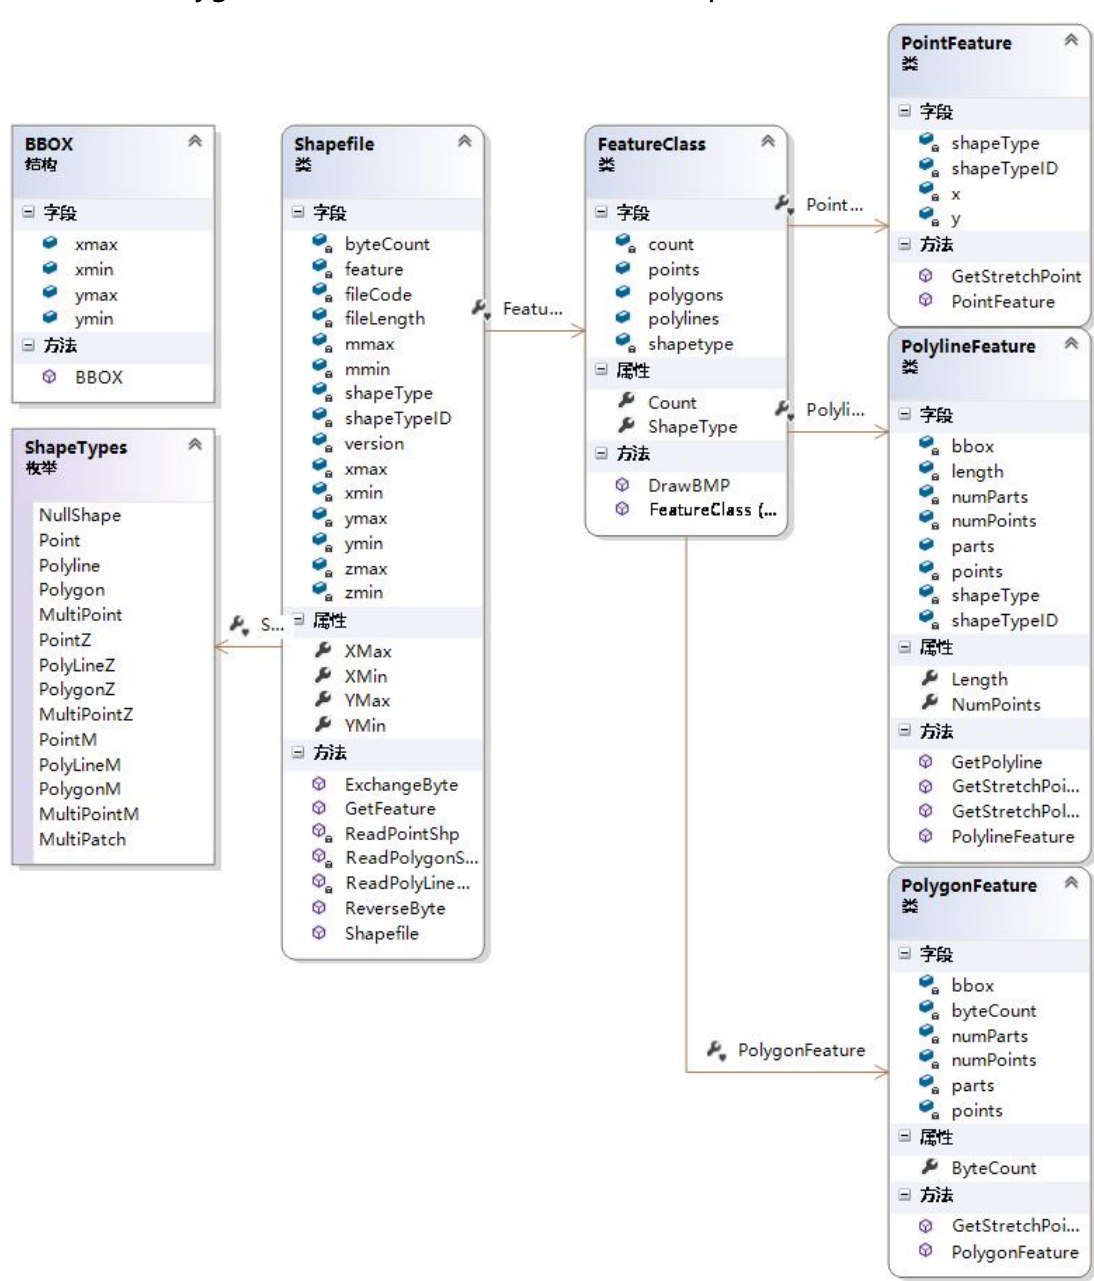 BBOX
结构
字段
xmax
xmin
ymax
ymin
方法
BBOX
ShapeTypes
枚举
NullShape
Point
Polyline
Polygon
MultiPoint
PointZ
PolyLineZ
PolygonZ
MultiPointZ
PointM
PolyLineM
PolygonM
MultiPointM
MultiPatch
S...
Shapefile
类
字段
byteCount
feature
fileCode
fileLength
mmax
mmin
shapeType
shapeTypeID
version
xmax
xmin
ymax
ymin
zmax
zmin
属性
XMax
XMin
YMax
YMin
方法
ExchangeByte
GetFeature
ReadPointShp
ReadPolygonS...
ReadPolyLine...
ReverseByte
Shapefile
Featu...
FeatureClass
类
字段
count
points
polygons
polylines
shapetype
属性
Count
ShapeType
方法
DrawBMP
FeatureClass (...
Point...
Polyli...
PolygonFeature
PointFeature
类
字段
shapeType
shapeTypeID
x
y
方法
GetStretchPoint
PointFeature
PolylineFeature
类
字段
bbox
length
numParts
numPoints
parts
points
shapeType
shapeTypeID
属性
Length
NumPoints
方法
GetPolyline
GetStretchPoi...
GetStretchPol...
PolylineFeature
PolygonFeature
类
字段
bbox
byteCount
numParts
numPoints
parts
points
属性
ByteCount
方法
GetStretchPoi...
PolygonFeature